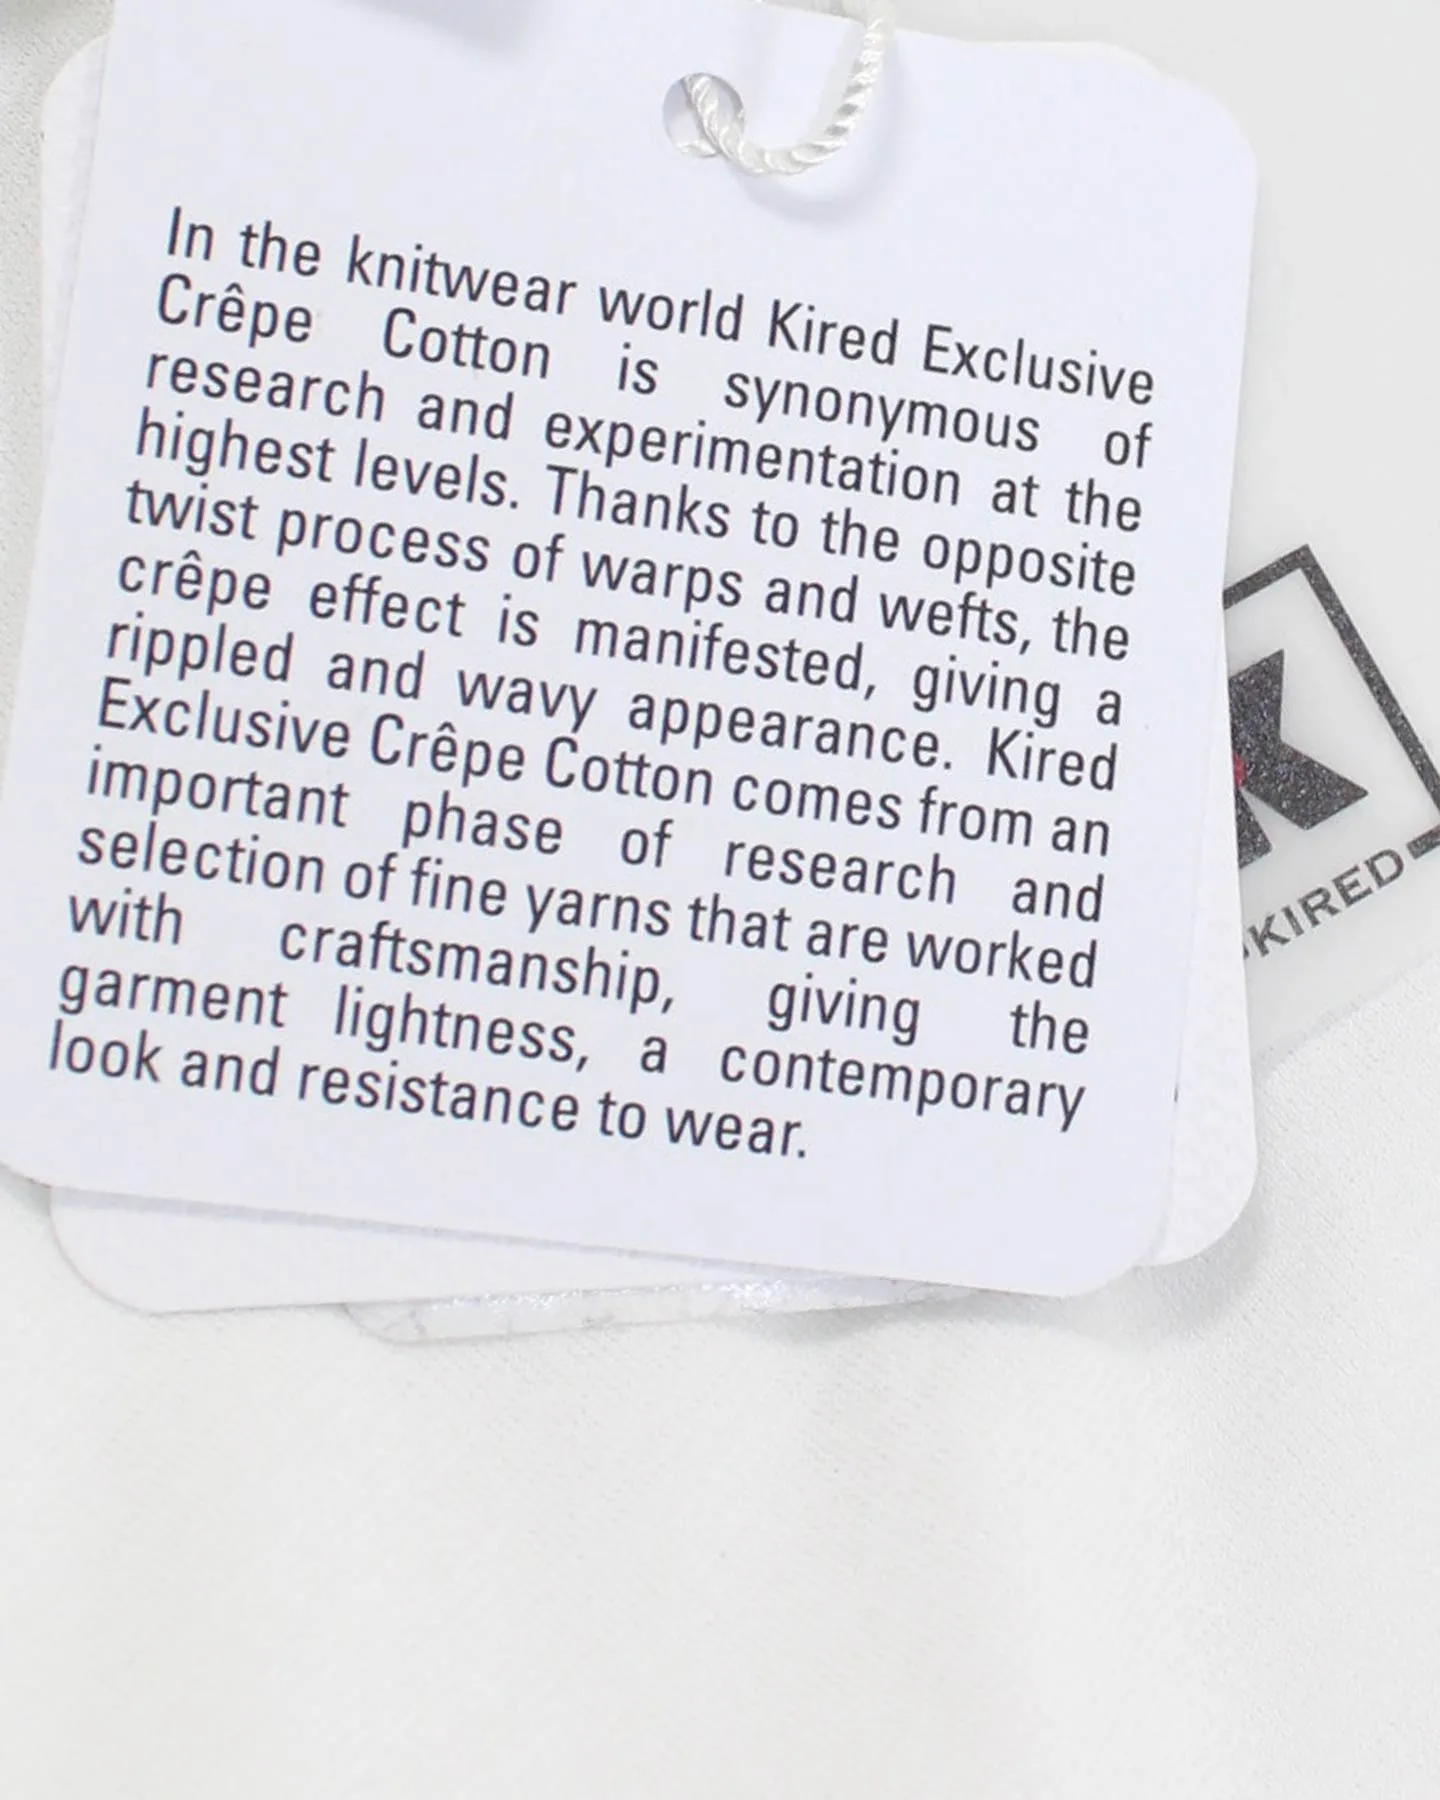 In the knitwear world Kired Exclusive
Crêpe Cotton is synonymous of
research and experimentation at the
highest levels. Thanks to the opposite
twist process of warps and wefts, the
crêpe effect is manifested, giving a
rippled and wavy appearance. Kired
Exclusive Crêpe Cotton comes from an
important phase of research and
selection of fine yarns that are worked
with craftsmanship, giving the
garment lightness, a contemporary
look and resistance to wear.
K
KIRED